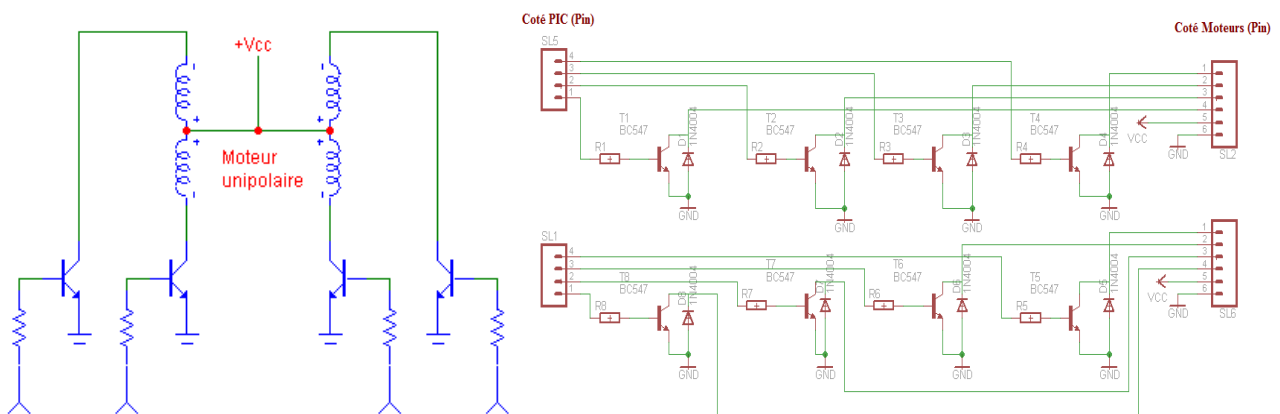 +Vcc
Moteur
unipolaire
Coté PIC (Pin)
Coté Moteurs (Pin)
SL5
4
3
2
1
T1
BC547
R1
D1
1N4004
GND
T2
BC547
R2
D2
1N4004
GND
T3
BC547
R3
D3
1N4004
GND
T4
BC547
R4
D4
1N4004
GND
1
2
3
4
5
6
VCC
GND
SL2
SL1
4
3
2
1
T8
BC547
R8
D8
1N4004
GND
T7
BC547
R7
D7
1N4004
GND
T6
BC547
R6
D6
1N4004
GND
T5
BC547
R5
D5
1N4004
GND
1
2
3
4
5
6
VCC
GND
SL6